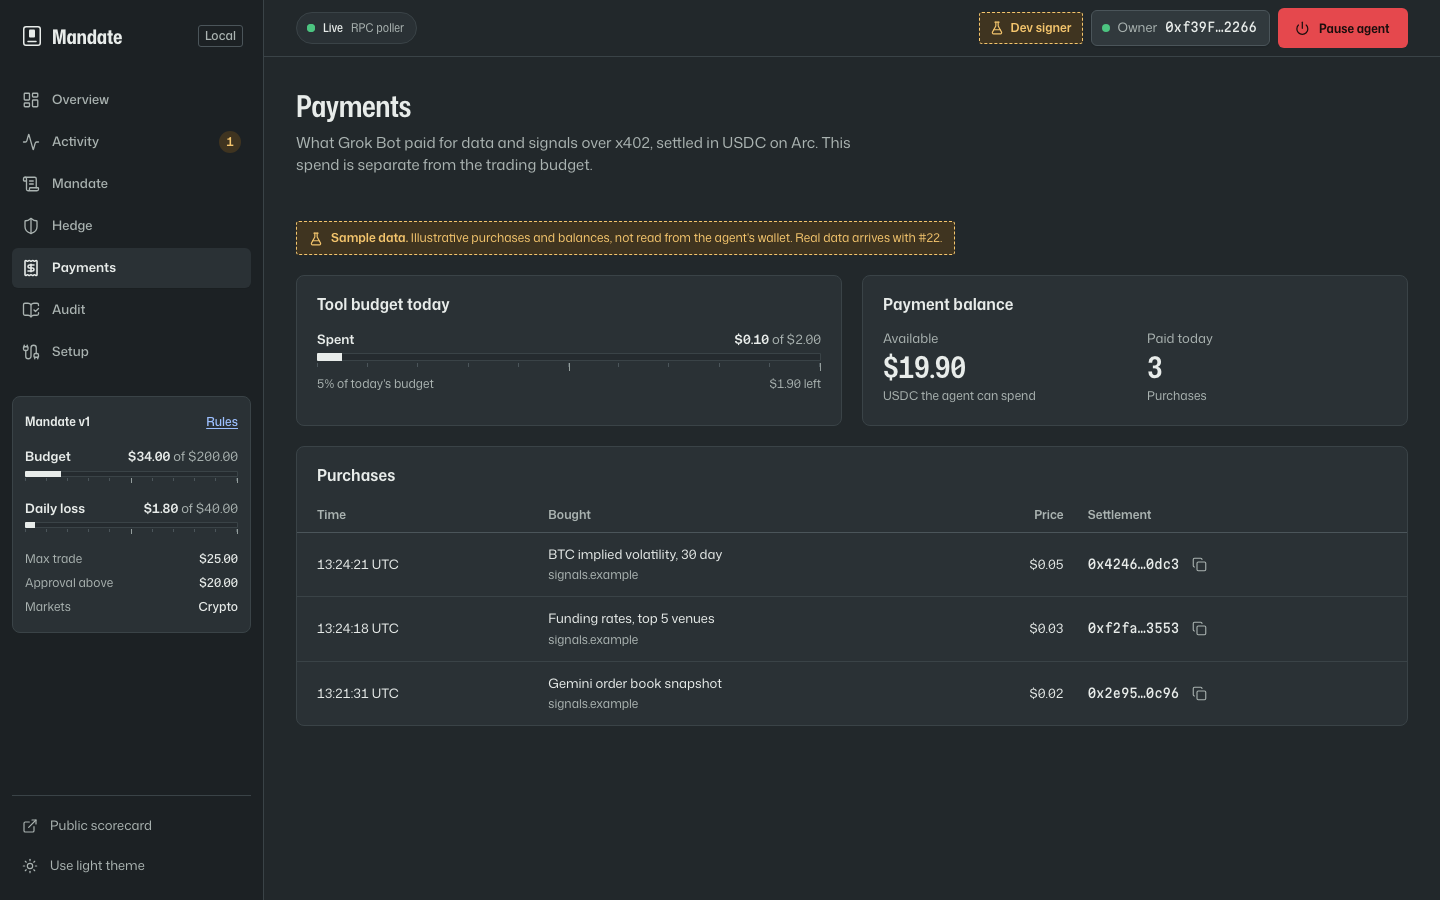 Mandate
Local
Overview
Activity
1
Mandate
Hedge
Payments
Audit
Setup
Mandate v1
Rules
Budget
$34.00 of $200.00
Daily loss
$1.80 of $40.00
Max trade
$25.00
Approval above
$20.00
Markets
Crypto
Public scorecard
Use light theme
Live RPC poller
Dev signer
Owner 0xf39F…2266
Pause agent
Payments
What Grok Bot paid for data and signals over x402, settled in USDC on Arc. This
spend is separate from the trading budget.
Sample data. Illustrative purchases and balances, not read from the agent's wallet. Real data arrives with #22.
Tool budget today
Spent
$0.10 of $2.00
5% of today's budget
$1.90 left
Payment balance
Available
$19.90
USDC the agent can spend
Paid today
3
Purchases
Purchases
Time Bought Price Settlement
13:24:21 UTC
BTC implied volatility, 30 day
signals.example
$0.05
0x4246…0dc3
13:24:18 UTC
Funding rates, top 5 venues
signals.example
$0.03
0xf2fa…3553
13:21:31 UTC
Gemini order book snapshot
signals.example
$0.02
0x2e95…0c96